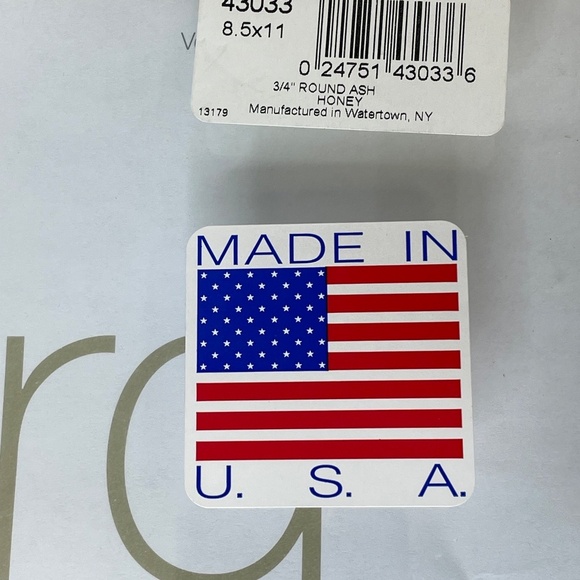 43033
8.5x11
0 24751 43033 6
3/4" ROUND ASH
HONEY
13179 Manufactured in Watertown, NY
MADE IN
U. S. A.